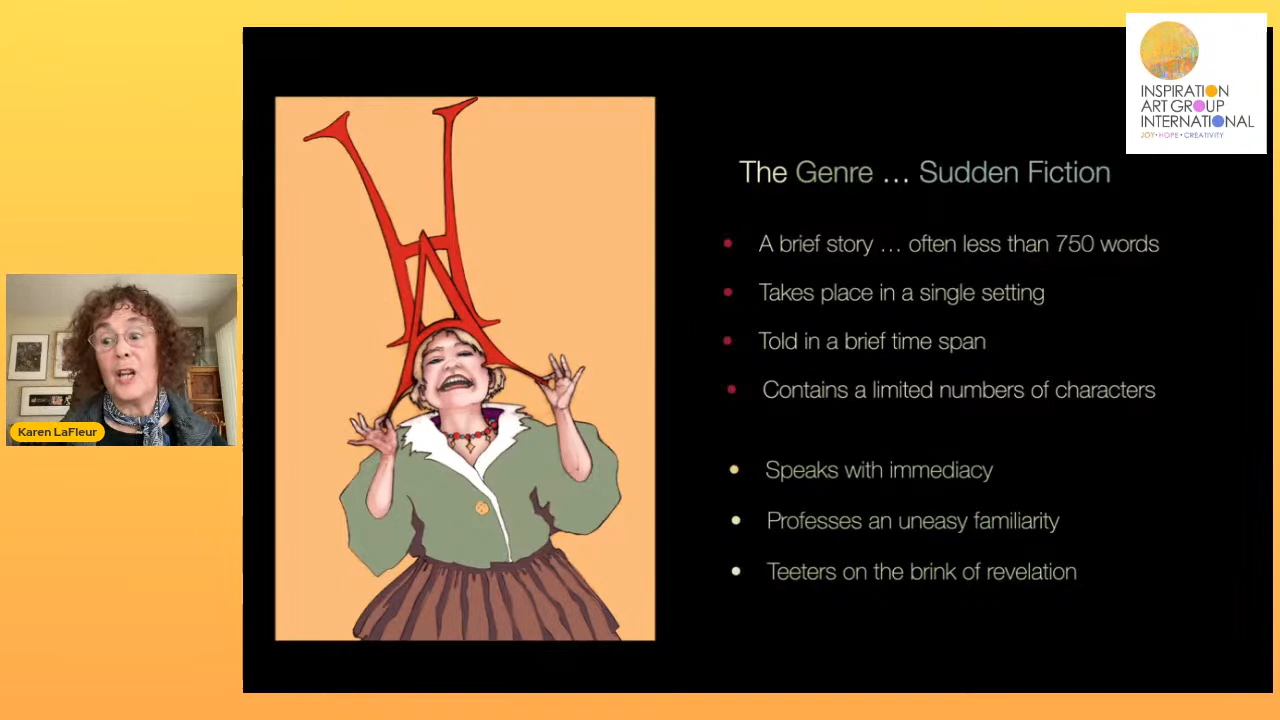 INSPIRATION
ART GROUP
INTERNATIONAL
JOY•HOPE•CREATIVITY
The Genre … Sudden Fiction
• A brief story … often less than 750 words
• Takes place in a single setting
• Told in a brief time span
• Contains a limited numbers of characters
• Speaks with immediacy
• Professes an uneasy familiarity
• Teeters on the brink of revelation
HA
Karen LaFleur